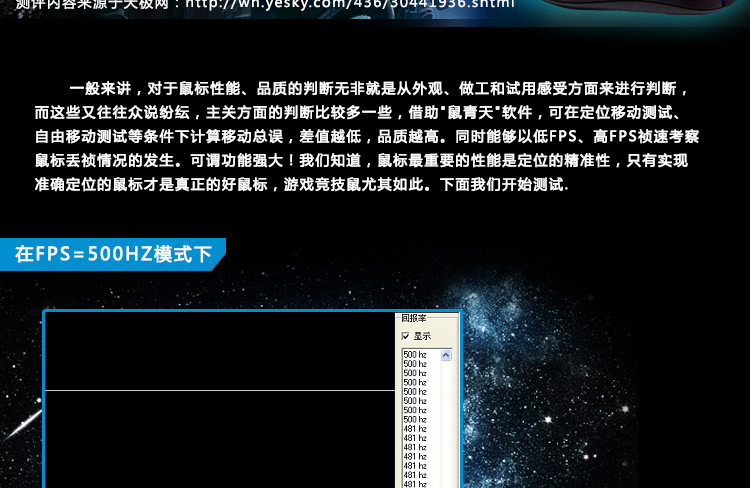 测评内容来源于天极网：http://wh.yesky.com/436/30441936.shtml
一般来讲，对于鼠标性能、品质的判断无非就是从外观、做工和试用感受方面来进行判断，
而这些又往往众说纷纭，主关方面的判断比较多一些，借助"鼠青天"软件，可在定位移动测试、
自由移动测试等条件下计算移动总误，差值越低，品质越高。同时能够以低FPS、高FPS祯速考察
鼠标丢祯情况的发生。可谓功能强大！我们知道，鼠标最重要的性能是定位的精准性，只有实现
准确定位的鼠标才是真正的好鼠标，游戏竞技鼠尤其如此。下面我们开始测试.
在FPS=500HZ模式下
回报率
显示
500 hz
500 hz
500 hz
500 hz
500 hz
500 hz
500 hz
500 hz
481 hz
481 hz
481 hz
481 hz
481 hz
481 hz
481 hz